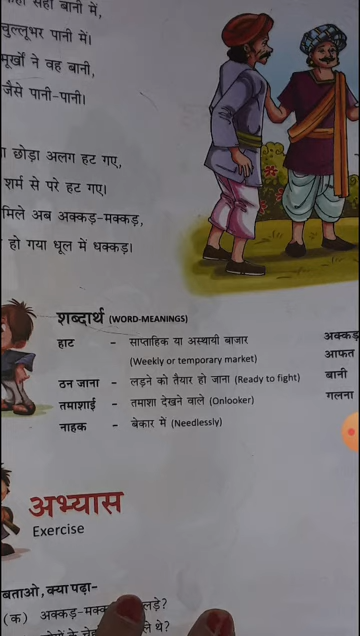 सही बानी में,
चुल्लूभर पानी में।
मूर्खों ने वह बानी,
जैसे पानी-पानी।
छोड़ा अलग हट गए,
शर्म से परे हट गए।
मिले अब अक्कड़-मक्कड़,
हो गया धूल में धक्कड़।
शब्दार्थ (WORD-MEANINGS)
हाट - साप्ताहिक या अस्थायी बाजार अक्कड़
(Weekly or temporary market) आफत
ठन जाना - लड़ने को तैयार हो जाना (Ready to fight) बानी
तमाशाई - तमाशा देखने वाले (Onlooker) गलना
नाहक - बेकार में (Needlessly)
अभ्यास
Exercise
बताओ, क्या पढ़ा-
(क) अक्कड़-मक्क लड़े?
थे?